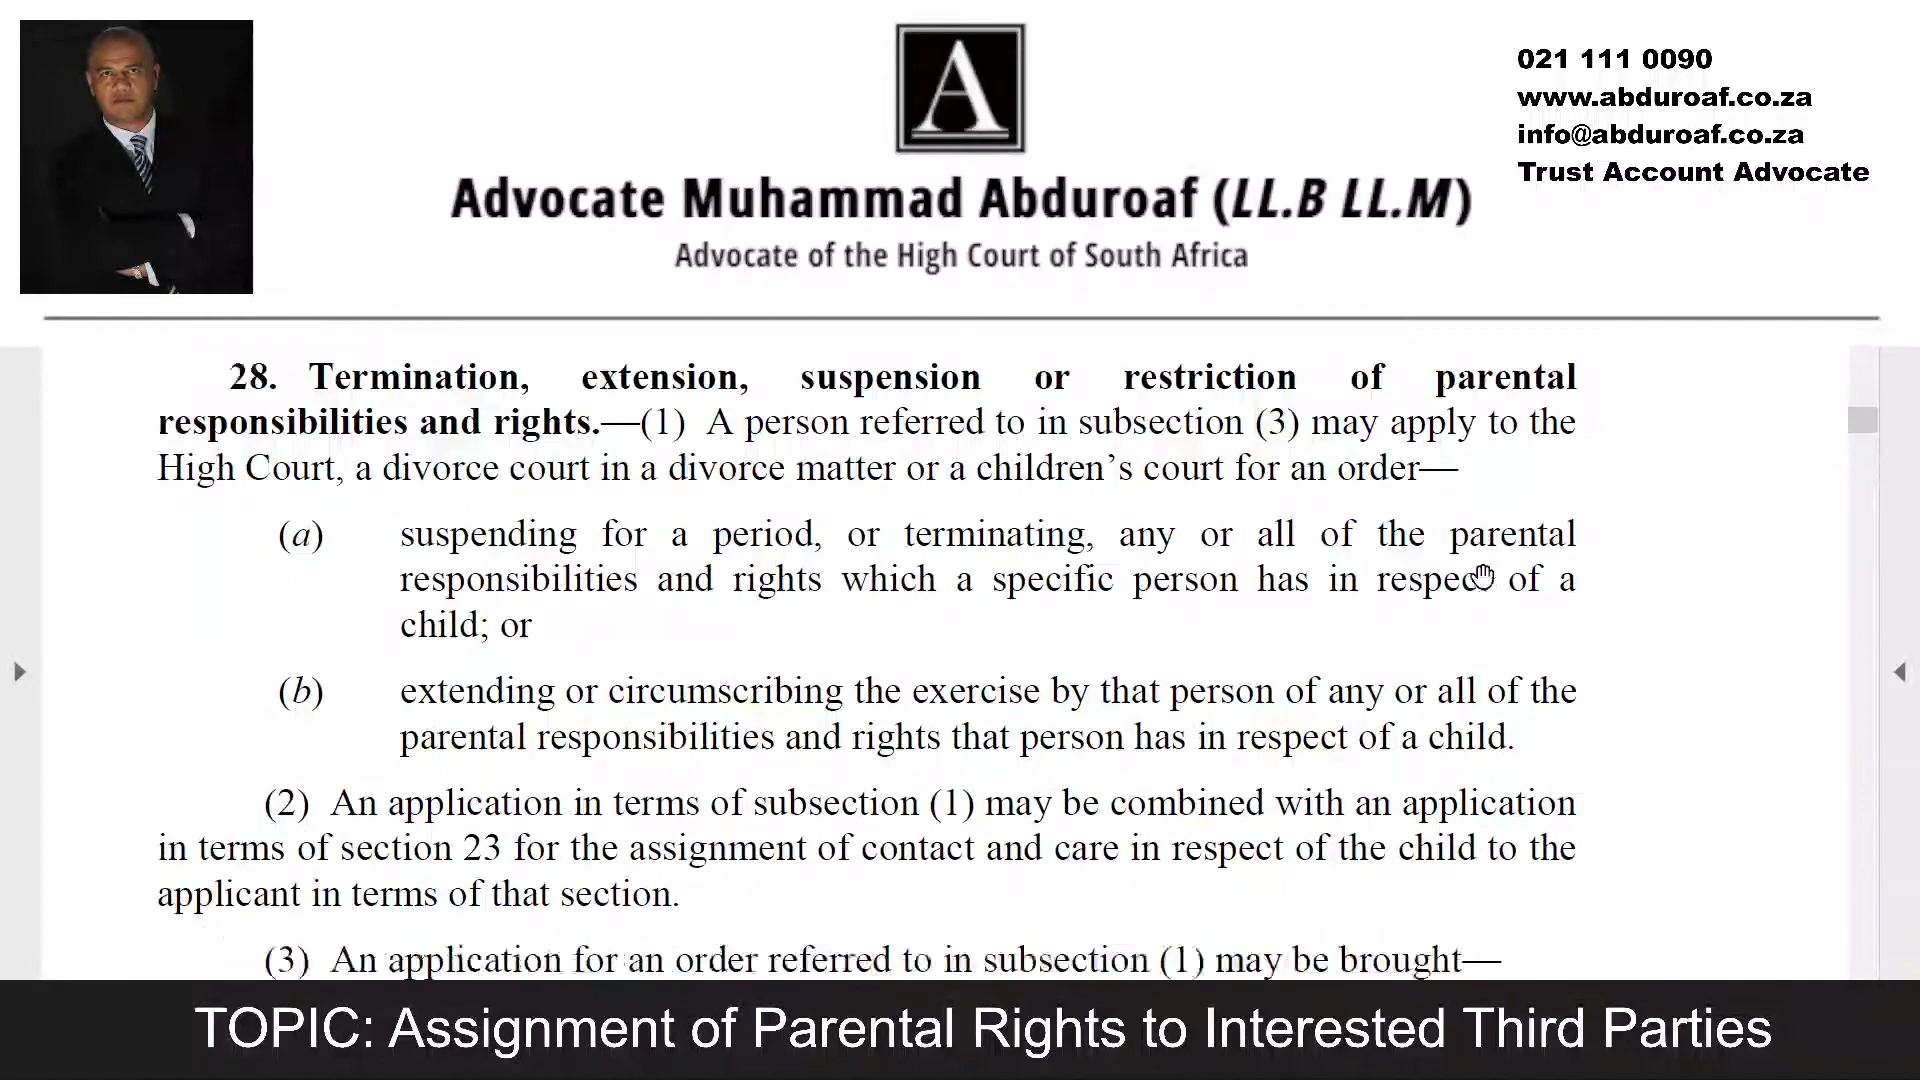 A
021 111 0090
www.abduroaf.co.za
info@abduroaf.co.za
Trust Account Advocate
Advocate Muhammad Abduroaf (LL.B LL.M)
Advocate of the High Court of South Africa
28. Termination, extension, suspension or restriction of parental
responsibilities and rights.—(1) A person referred to in subsection (3) may apply to the
High Court, a divorce court in a divorce matter or a children’s court for an order—
(a) suspending for a period, or terminating, any or all of the parental
responsibilities and rights which a specific person has in respect of a
child; or
(b) extending or circumscribing the exercise by that person of any or all of the
parental responsibilities and rights that person has in respect of a child.
(2) An application in terms of subsection (1) may be combined with an application
in terms of section 23 for the assignment of contact and care in respect of the child to the
applicant in terms of that section.
(3) An application for an order referred to in subsection (1) may be brought—
TOPIC: Assignment of Parental Rights to Interested Third Parties